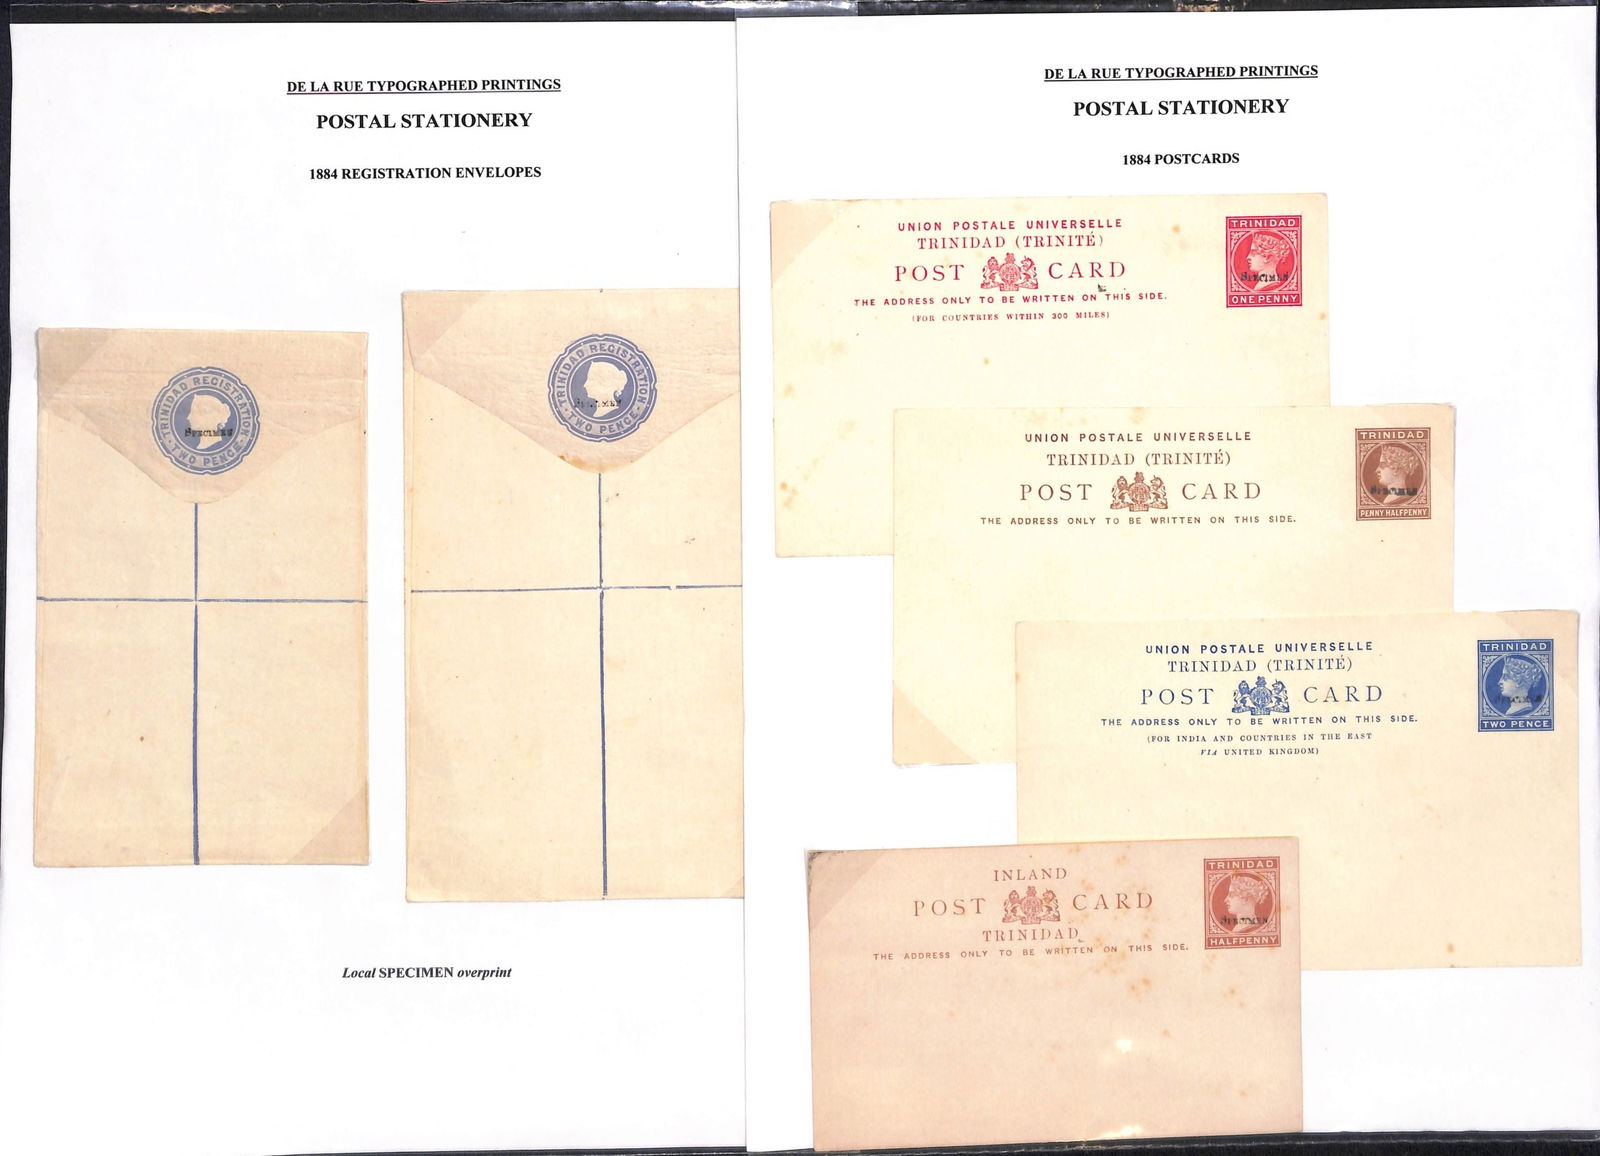 DE LA RUE TYPOGRAPHED PRINTINGS
POSTAL STATIONERY
1884 REGISTRATION ENVELOPES
TRINIDAD REGISTRATION
TWO PENCE
SPECIMEN
TRINIDAD REGISTRATION
TWO PENCE
SPECIMEN
Local SPECIMEN overprint
DE LA RUE TYPOGRAPHED PRINTINGS
POSTAL STATIONERY
1884 POSTCARDS
UNION POSTALE UNIVERSELLE
TRINIDAD (TRINITÉ)
POST CARD
THE ADDRESS ONLY TO BE WRITTEN ON THIS SIDE.
(FOR COUNTRIES WITHIN 300 MILES)
TRINIDAD
SPECIMEN
ONE PENNY
UNION POSTALE UNIVERSELLE
TRINIDAD (TRINITÉ)
POST CARD
THE ADDRESS ONLY TO BE WRITTEN ON THIS SIDE.
TRINIDAD
SPECIMEN
PENNY HALFPENNY
UNION POSTALE UNIVERSELLE
TRINIDAD (TRINITÉ)
POST CARD
THE ADDRESS ONLY TO BE WRITTEN ON THIS SIDE.
(FOR INDIA AND COUNTRIES IN THE EAST
VIA UNITED KINGDOM)
TRINIDAD
SPECIMEN
TWO PENCE
INLAND
POST CARD
TRINIDAD
THE ADDRESS ONLY TO BE WRITTEN ON THIS SIDE.
TRINIDAD
SPECIMEN
HALFPENNY